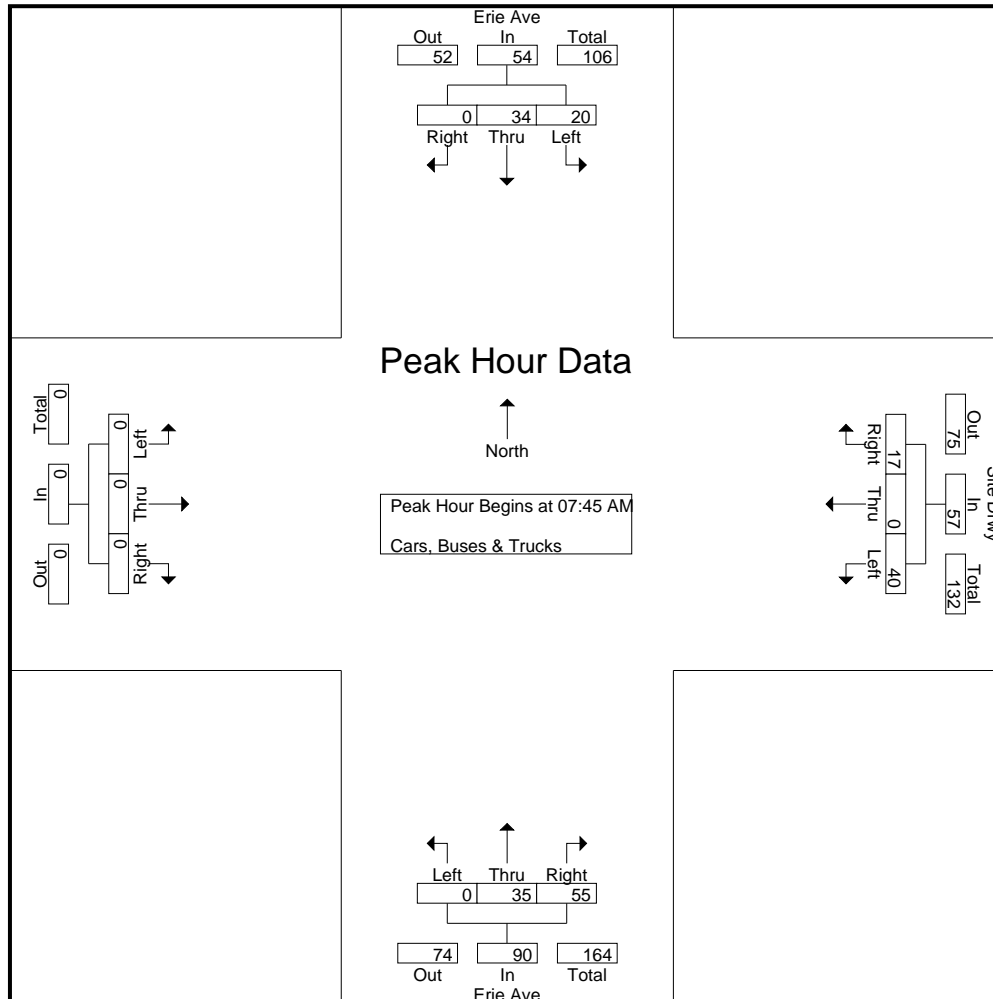 Erie Ave
Out In Total
52 54 106
0 34 20
Right Thru Left
Peak Hour Data
North
Peak Hour Begins at 07:45 AM
Cars, Buses & Trucks
Total In Out
0 0 0
0 0 0
Left Thru Right
Right Thru Left
17 0 40
75 57 132
Out In Total
Site Drwy
Left Thru Right
0 35 55
74 90 164
Out In Total
Erie Ave